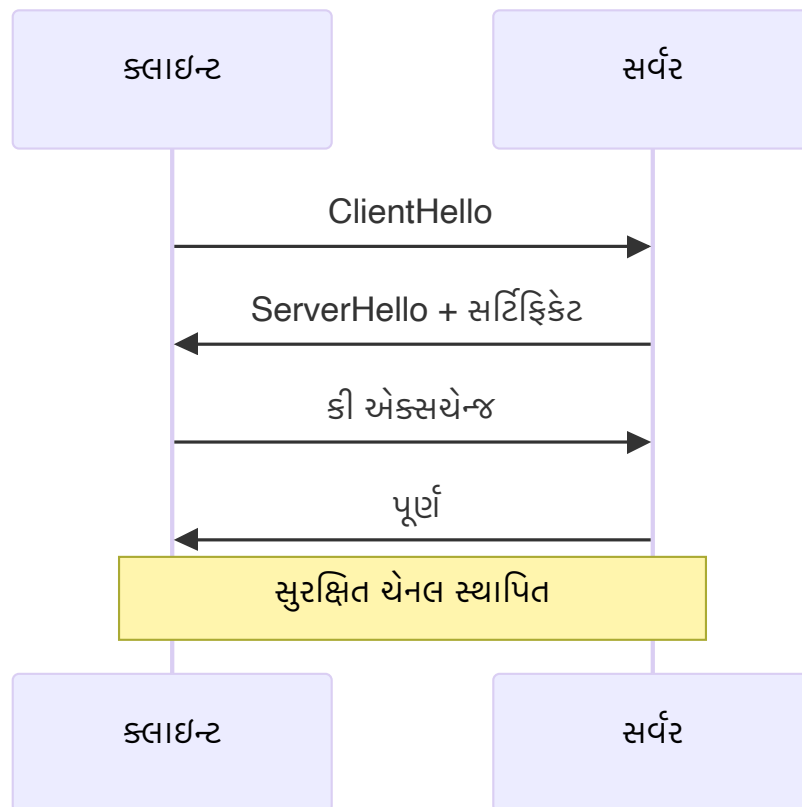 ક્લાઇન્ટ
સર્વર
ClientHello
ServerHello + સર્ટિફિકેટ
કી એક્સચેન્જ
પૂર્ણ
સુરક્ષિત ચેનલ સ્થાપિત
ક્લાઇન્ટ
સર્વર